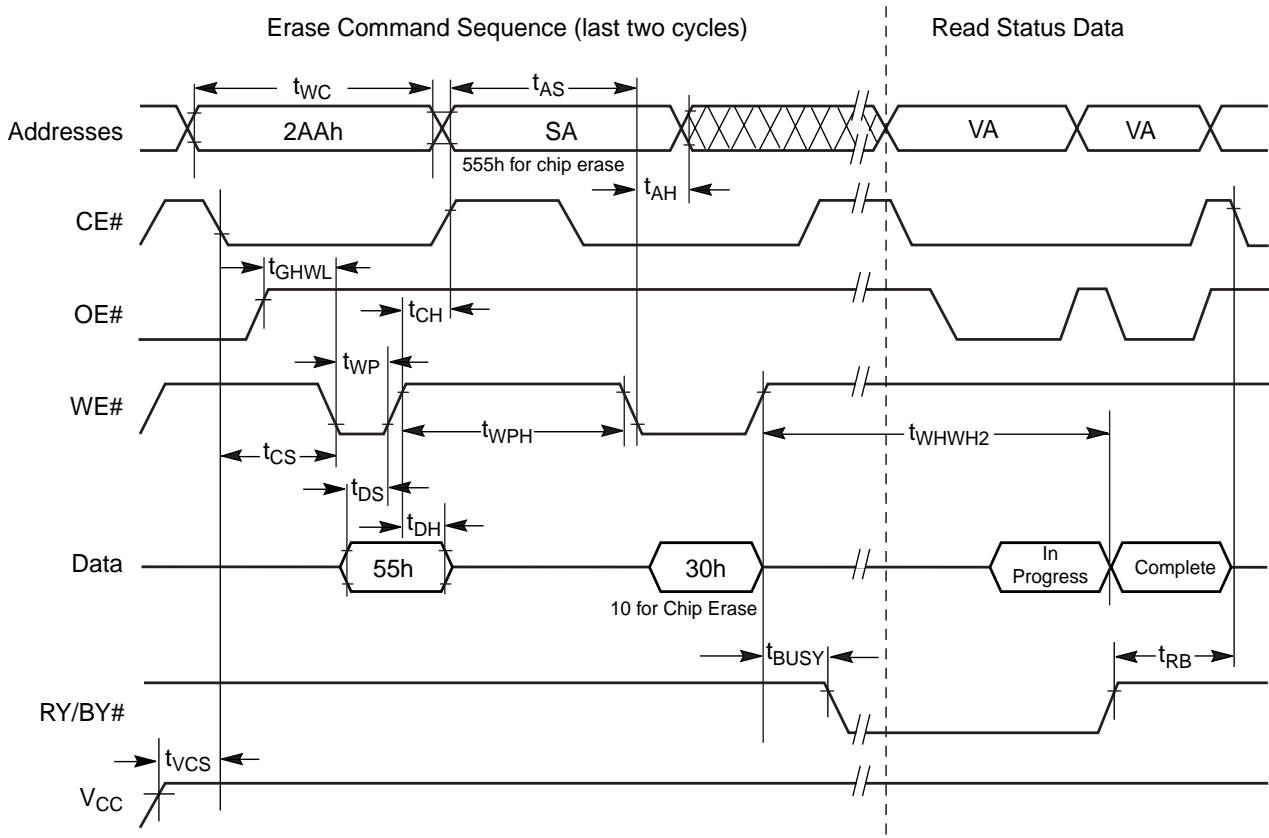 Erase Command Sequence (last two cycles)
Read Status Data
tWC
tAS
Addresses
2AAh
SA
VA
VA
555h for chip erase
tAH
CE#
tGHWL
OE#
tCH
tWP
WE#
tWPH
tWHWH2
tCS
tDS
tDH
Data
55h
30h
In
Progress
Complete
10 for Chip Erase
tBUSY
tRB
RY/BY#
tVCS
VCC